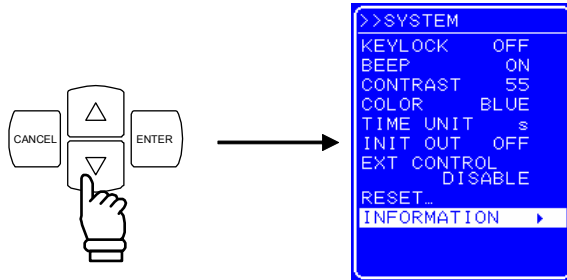 CANCEL
ENTER
>>SYSTEM
KEYLOCK OFF
BEEP ON
CONTRAST 55
COLOR BLUE
TIME UNIT s
INIT OUT OFF
EXT CONTROL
DISABLE
RESET…
INFORMATION